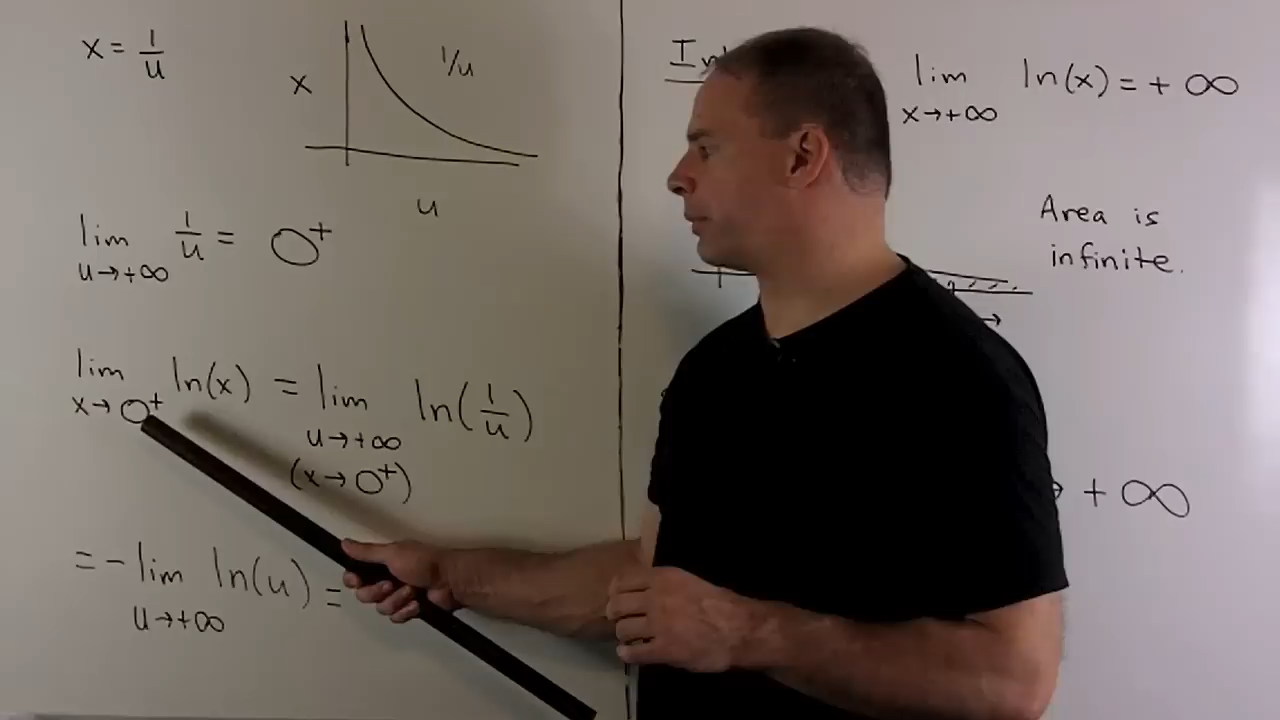 x = 1/u
x
1/u
u
lim u→+∞ 1/u = 0⁺
lim x→0⁺ ln(x) = lim u→+∞ (x→0⁺) ln(1/u)
= - lim u→+∞ ln(u) =
lim x→+∞ ln(x) = + ∞
Area is
infinite.
→
+ ∞